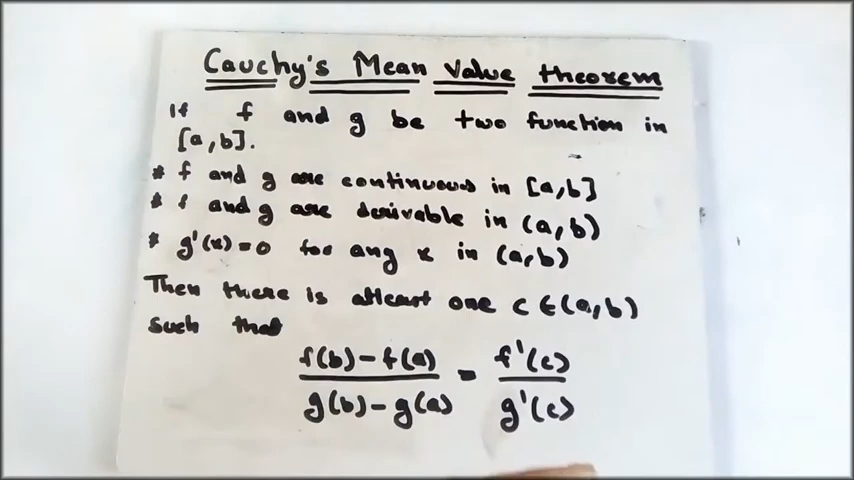 Cauchy's Mean Value theorem
If f and g be two function in
[a,b].
* f and g are continuous in [a,b]
* f and g are derivable in (a,b)
* g'(x)=0 for any x in (a,b)
Then there is atleast one c ∈ (a,b)
such that
f(b)-f(a) / g(b)-g(a) = f'(c) / g'(c)